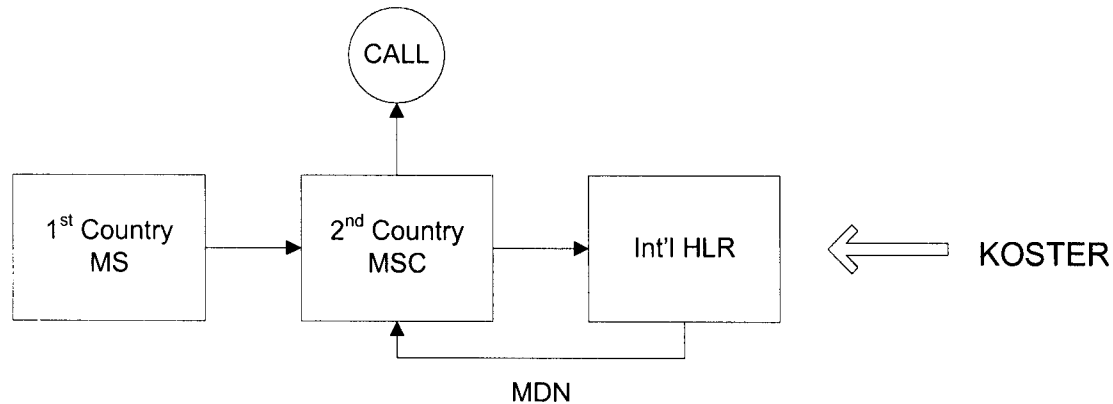 CALL
1st Country
MS
2nd Country
MSC
Int'l HLR
KOSTER
MDN